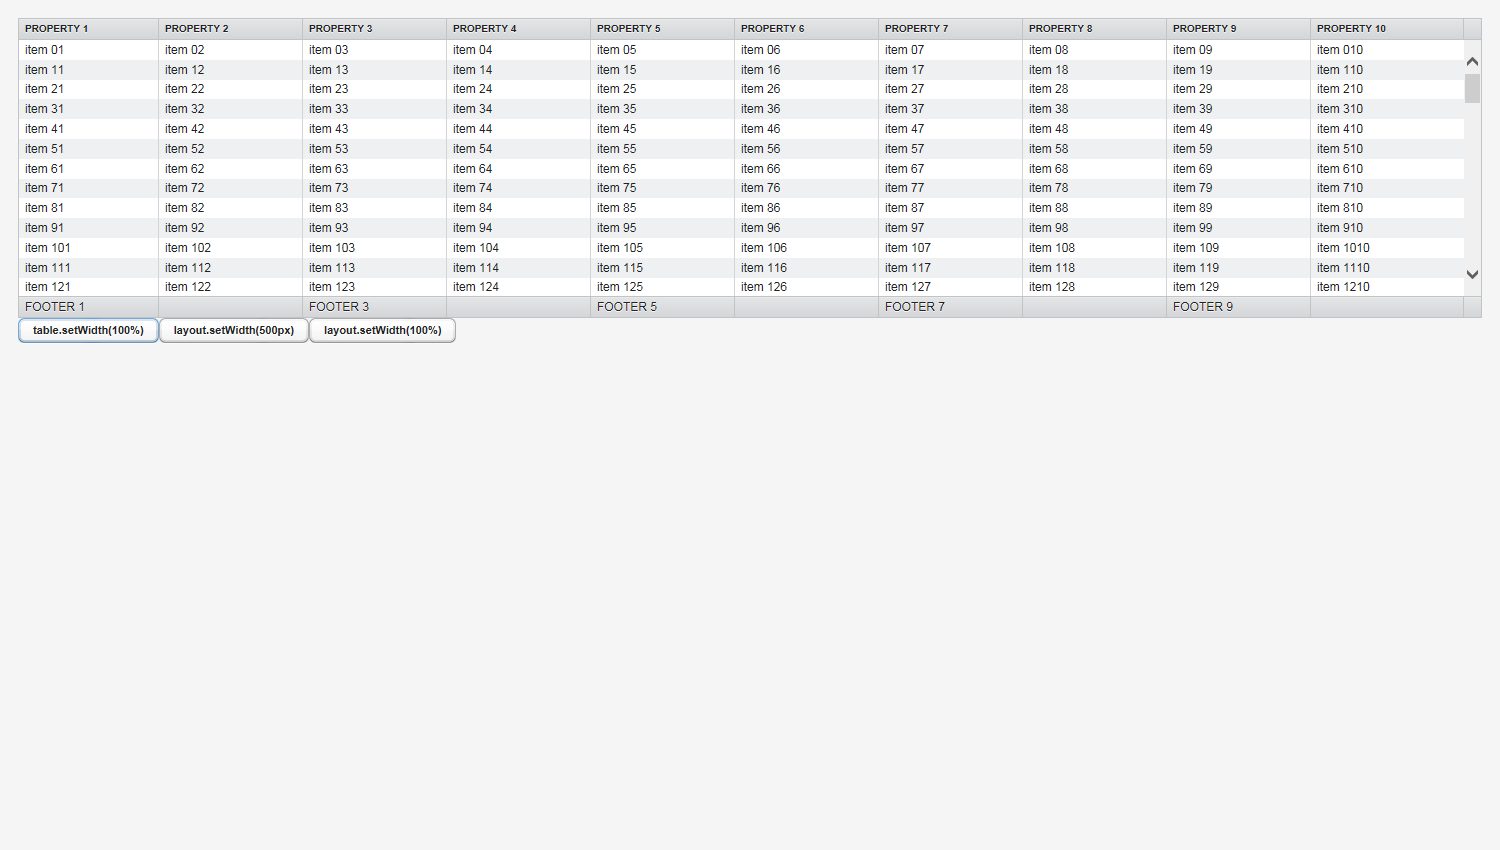 PROPERTY 1 PROPERTY 2 PROPERTY 3 PROPERTY 4 PROPERTY 5 PROPERTY 6 PROPERTY 7 PROPERTY 8 PROPERTY 9 PROPERTY 10
item 01 item 02 item 03 item 04 item 05 item 06 item 07 item 08 item 09 item 010
item 11 item 12 item 13 item 14 item 15 item 16 item 17 item 18 item 19 item 110
item 21 item 22 item 23 item 24 item 25 item 26 item 27 item 28 item 29 item 210
item 31 item 32 item 33 item 34 item 35 item 36 item 37 item 38 item 39 item 310
item 41 item 42 item 43 item 44 item 45 item 46 item 47 item 48 item 49 item 410
item 51 item 52 item 53 item 54 item 55 item 56 item 57 item 58 item 59 item 510
item 61 item 62 item 63 item 64 item 65 item 66 item 67 item 68 item 69 item 610
item 71 item 72 item 73 item 74 item 75 item 76 item 77 item 78 item 79 item 710
item 81 item 82 item 83 item 84 item 85 item 86 item 87 item 88 item 89 item 810
item 91 item 92 item 93 item 94 item 95 item 96 item 97 item 98 item 99 item 910
item 101 item 102 item 103 item 104 item 105 item 106 item 107 item 108 item 109 item 1010
item 111 item 112 item 113 item 114 item 115 item 116 item 117 item 118 item 119 item 1110
item 121 item 122 item 123 item 124 item 125 item 126 item 127 item 128 item 129 item 1210
FOOTER 1 FOOTER 3 FOOTER 5 FOOTER 7 FOOTER 9
table.setWidth(100%) layout.setWidth(500px) layout.setWidth(100%)